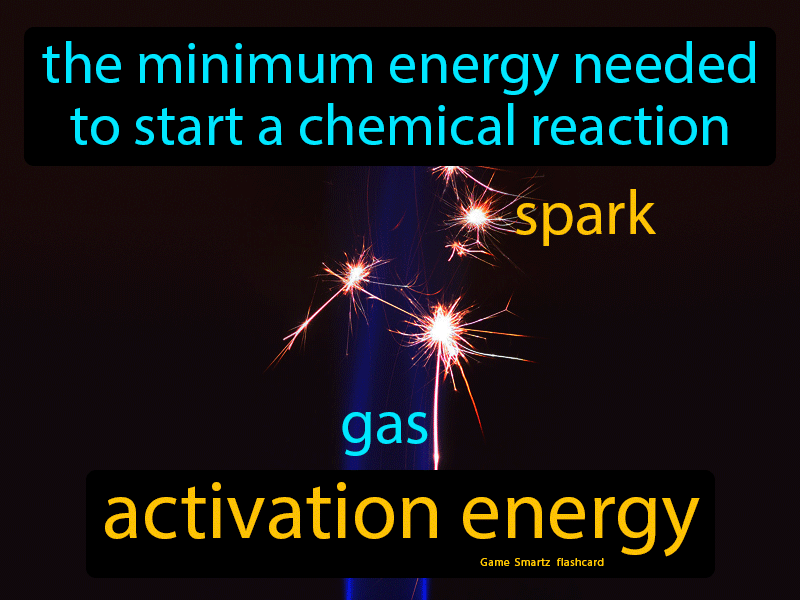 the minimum energy needed
to start a chemical reaction
spark
gas
activation energy
Game Smartz flashcard